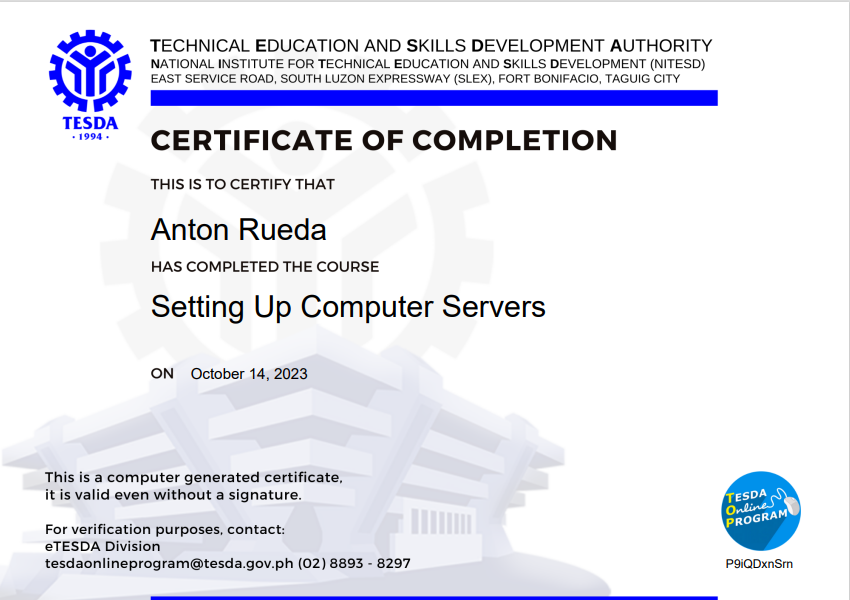 TECHNICAL EDUCATION AND SKILLS DEVELOPMENT AUTHORITY
NATIONAL INSTITUTE FOR TECHNICAL EDUCATION AND SKILLS DEVELOPMENT (NITESD)
EAST SERVICE ROAD, SOUTH LUZON EXPRESSWAY (SLEX), FORT BONIFACIO, TAGUIG CITY
TESDA
· 1994 ·
CERTIFICATE OF COMPLETION
THIS IS TO CERTIFY THAT
Anton Rueda
HAS COMPLETED THE COURSE
Setting Up Computer Servers
ON October 14, 2023
This is a computer generated certificate,
it is valid even without a signature.
For verification purposes, contact:
eTESDA Division
tesdaonlineprogram@tesda.gov.ph (02) 8893 - 8297
TESDA
Online
PROGRAM
P9iQDxnSrn